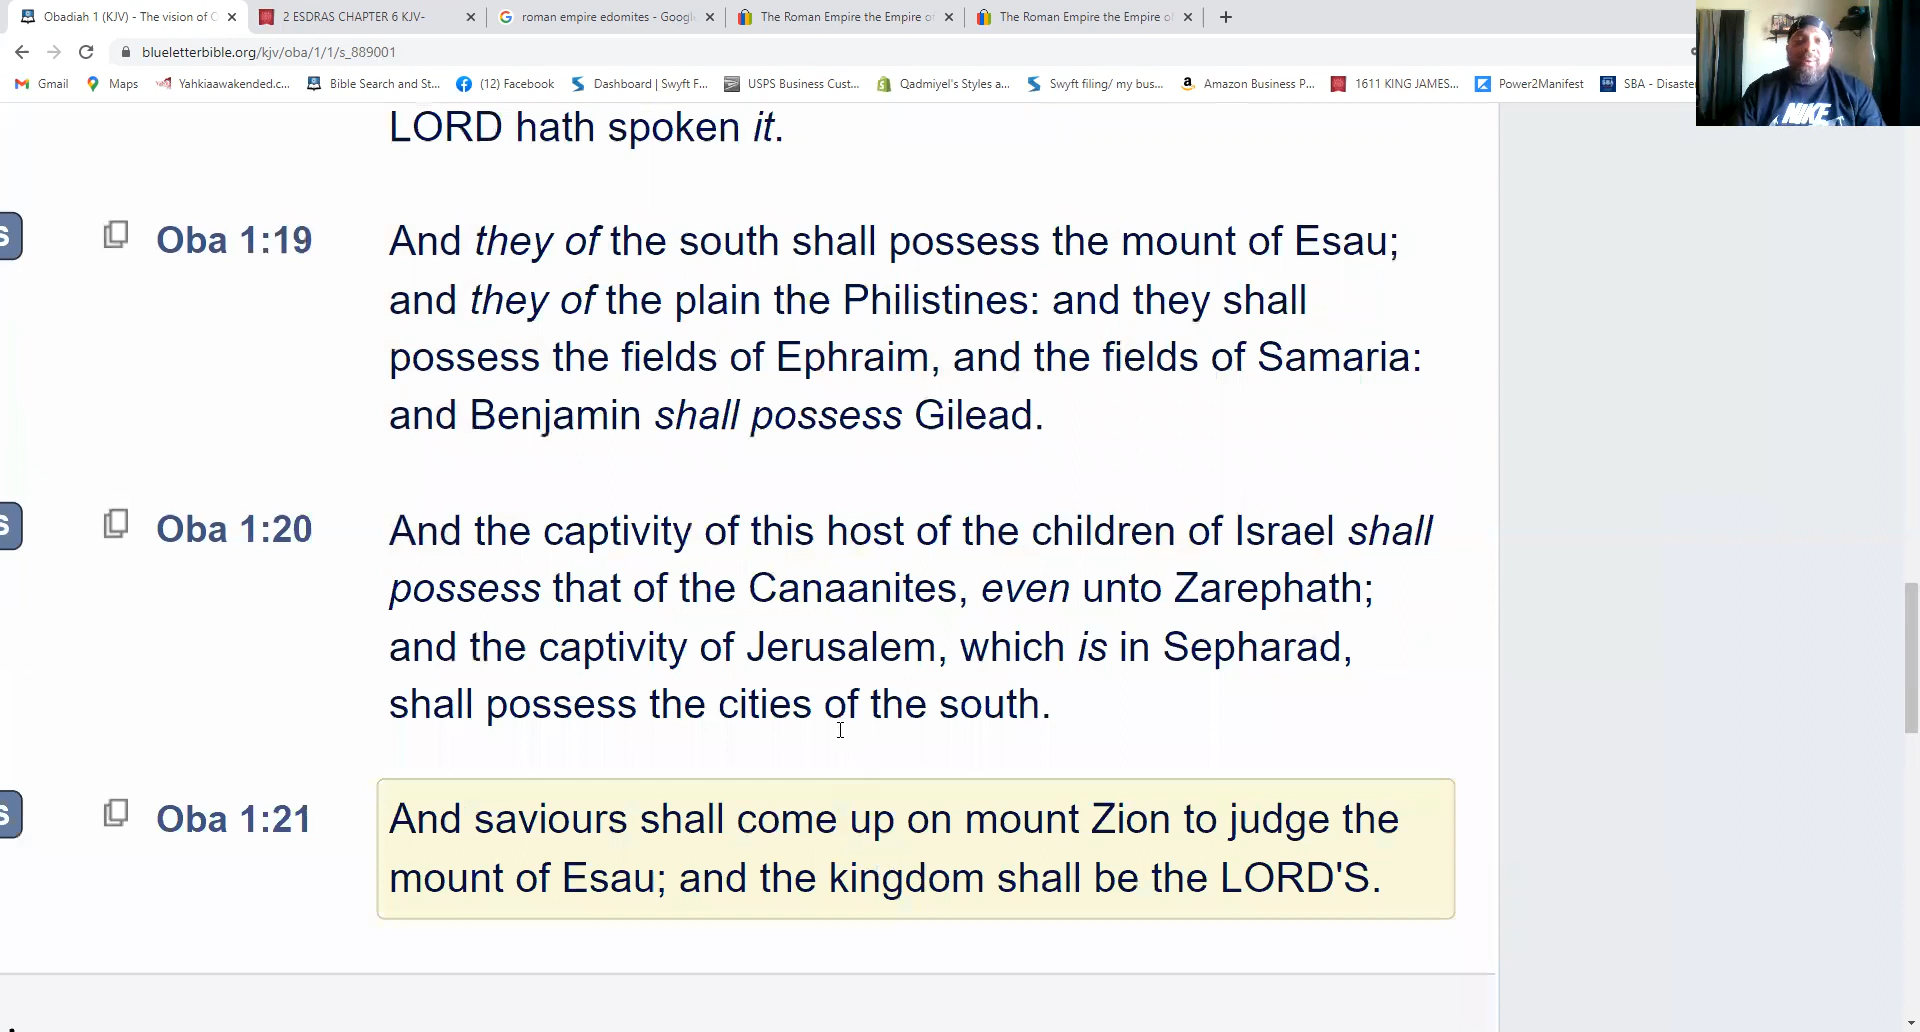 Obadiah 1 (KJV) - The vision of O
2 ESDRAS CHAPTER 6 KJV-
roman empire edomites - Google
The Roman Empire the Empire of
The Roman Empire the Empire of
blueletterbible.org/kjv/oba/1/1/s_889001
Gmail
Maps
Yahkiaawakended.c...
Bible Search and St...
(12) Facebook
Dashboard | Swyft F...
USPS Business Cust...
Qadmiyel's Styles a...
Swyft filing/ my bus...
Amazon Business P...
1611 KING JAMES...
Power2Manifest
SBA - Disaste
NIKE
LORD hath spoken it.
S
Oba 1:19
And they of the south shall possess the mount of Esau;
and they of the plain the Philistines: and they shall
possess the fields of Ephraim, and the fields of Samaria:
and Benjamin shall possess Gilead.
S
Oba 1:20
And the captivity of this host of the children of Israel shall
possess that of the Canaanites, even unto Zarephath;
and the captivity of Jerusalem, which is in Sepharad,
shall possess the cities of the south.
S
Oba 1:21
And saviours shall come up on mount Zion to judge the
mount of Esau; and the kingdom shall be the LORD'S.